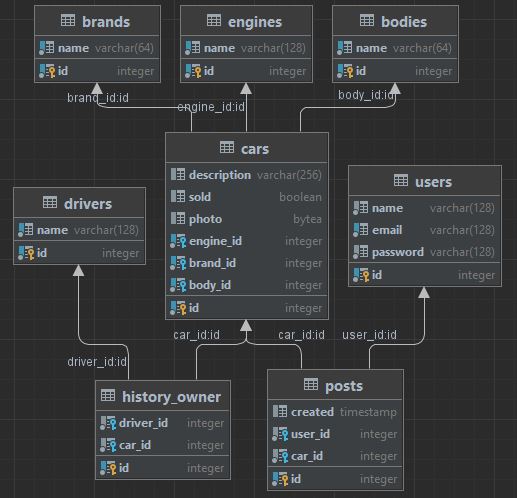 brands
name varchar(64)
id integer
engines
name varchar(128)
id integer
bodies
name varchar(64)
id integer
brand_id:id
engine_id:id
body_id:id
cars
description varchar(256)
sold boolean
photo bytea
engine_id integer
brand_id integer
body_id integer
id integer
drivers
name varchar(128)
id integer
users
name varchar(128)
email varchar(128)
password varchar(128)
id integer
car_id:id
car_id:id
user_id:id
driver_id:id
history_owner
driver_id integer
car_id integer
id integer
posts
created timestamp
user_id integer
car_id integer
id integer